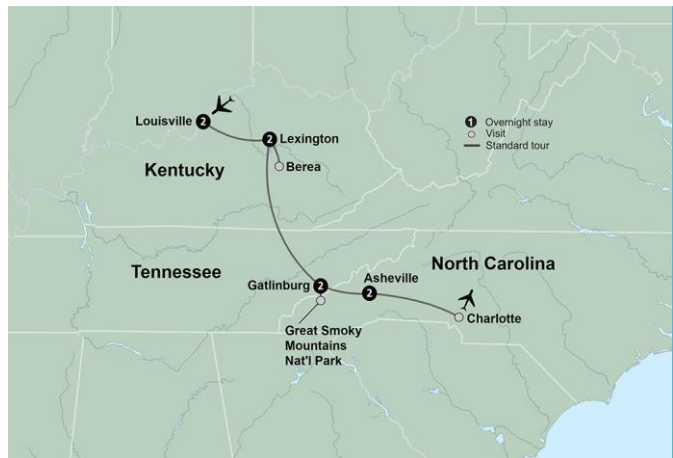 Louisville 2
2 Lexington
Berea
Kentucky
1 Overnight stay
Visit
Standard tour
Tennessee
North Carolina
Asheville
Gatlinburg 2
2
Charlotte
Great Smoky
Mountains
Nat'l Park